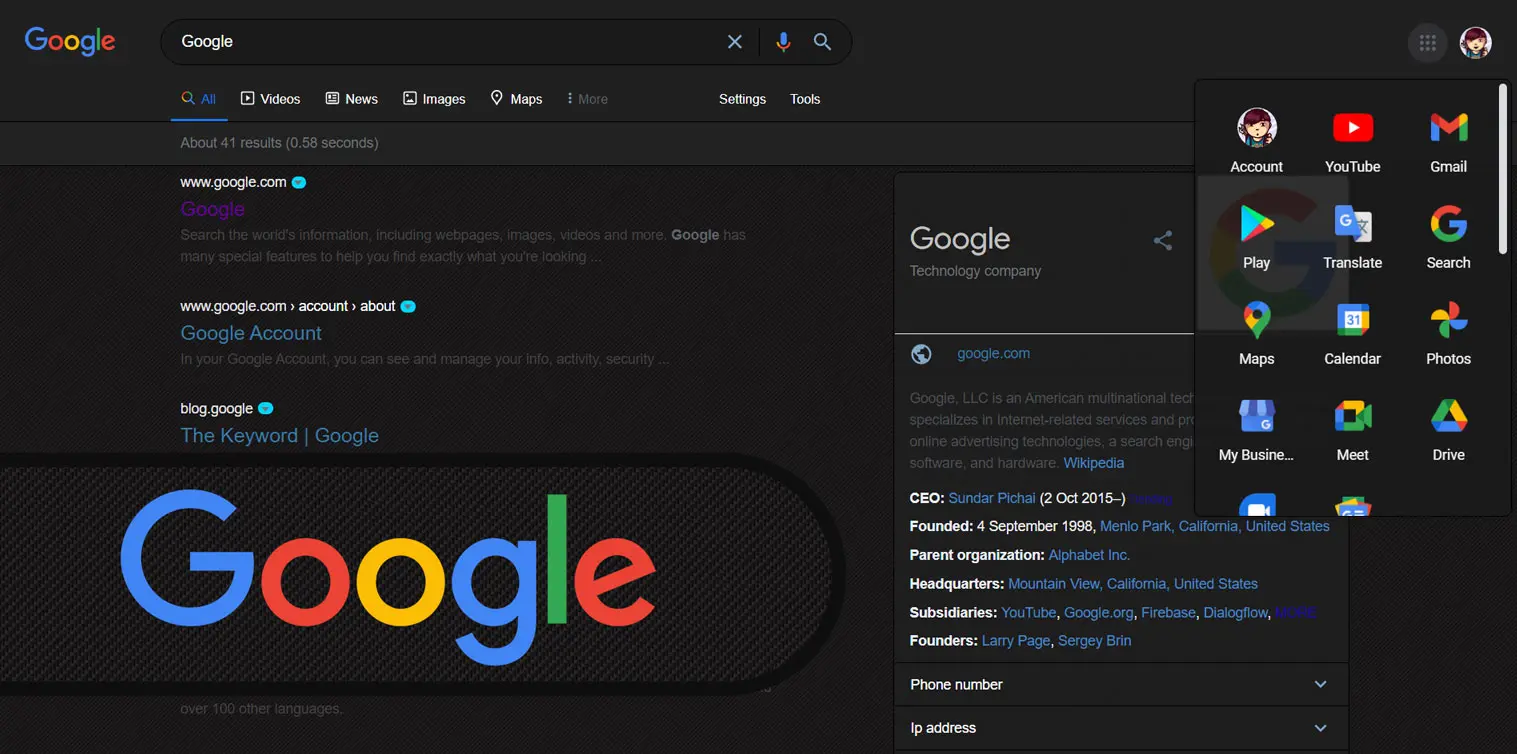 Google
Google
All
Videos
News
Images
Maps
More
Settings
Tools
About 41 results (0.58 seconds)
www.google.com
Google
Search the world's information, including webpages, images, videos and more. Google has
many special features to help you find exactly what you're looking ...
www.google.com › account › about
Google Account
In your Google Account, you can see and manage your info, activity, security ...
blog.google
The Keyword | Google
Google
over 100 other languages.
Google
Technology company
google.com
Google, LLC is an American multinational tech
specializes in Internet-related services and pr
online advertising technologies, a search engi
software, and hardware. Wikipedia
CEO: Sundar Pichai (2 Oct 2015–)
Founded: 4 September 1998, Menlo Park, California, United States
Parent organization: Alphabet Inc.
Headquarters: Mountain View, California, United States
Subsidiaries: YouTube, Google.org, Firebase, Dialogflow, MORE
Founders: Larry Page, Sergey Brin
Phone number
Ip address
Account
YouTube
Gmail
Play
Translate
Search
Maps
31
Calendar
Photos
My Busine...
Meet
Drive